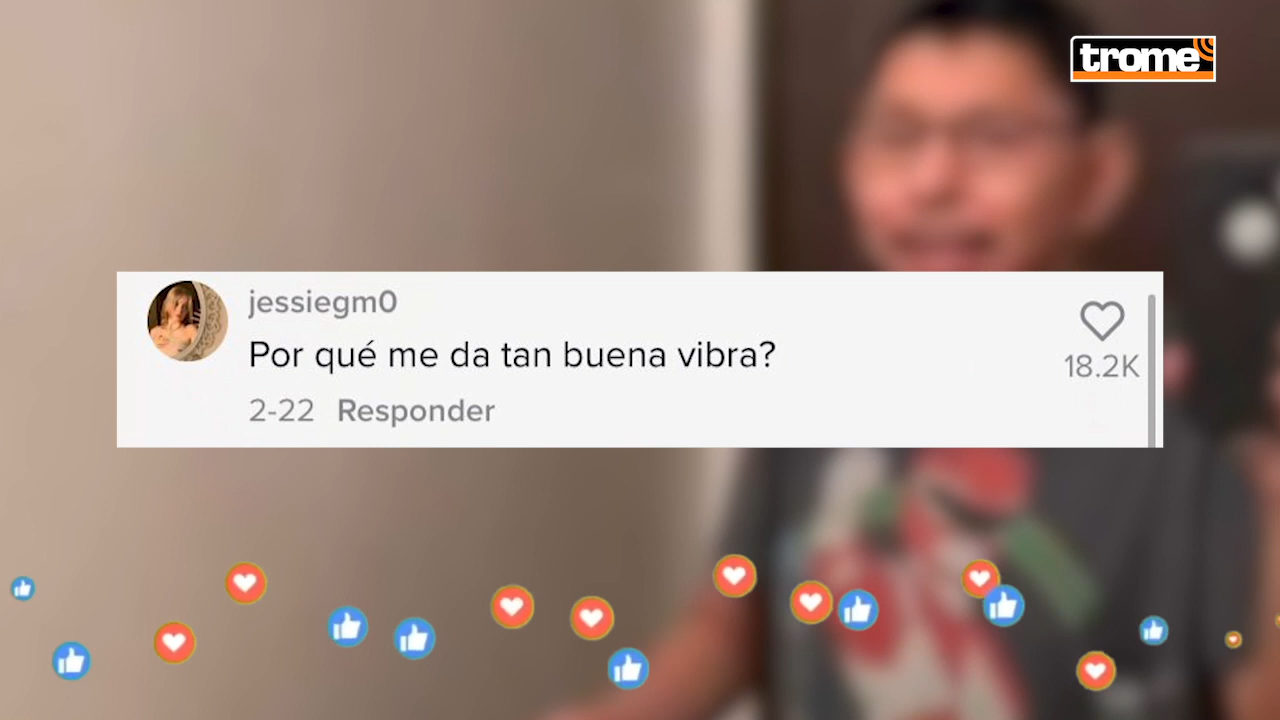 trome
jessiegm0
Por qué me da tan buena vibra?
18.2K
2-22 Responder